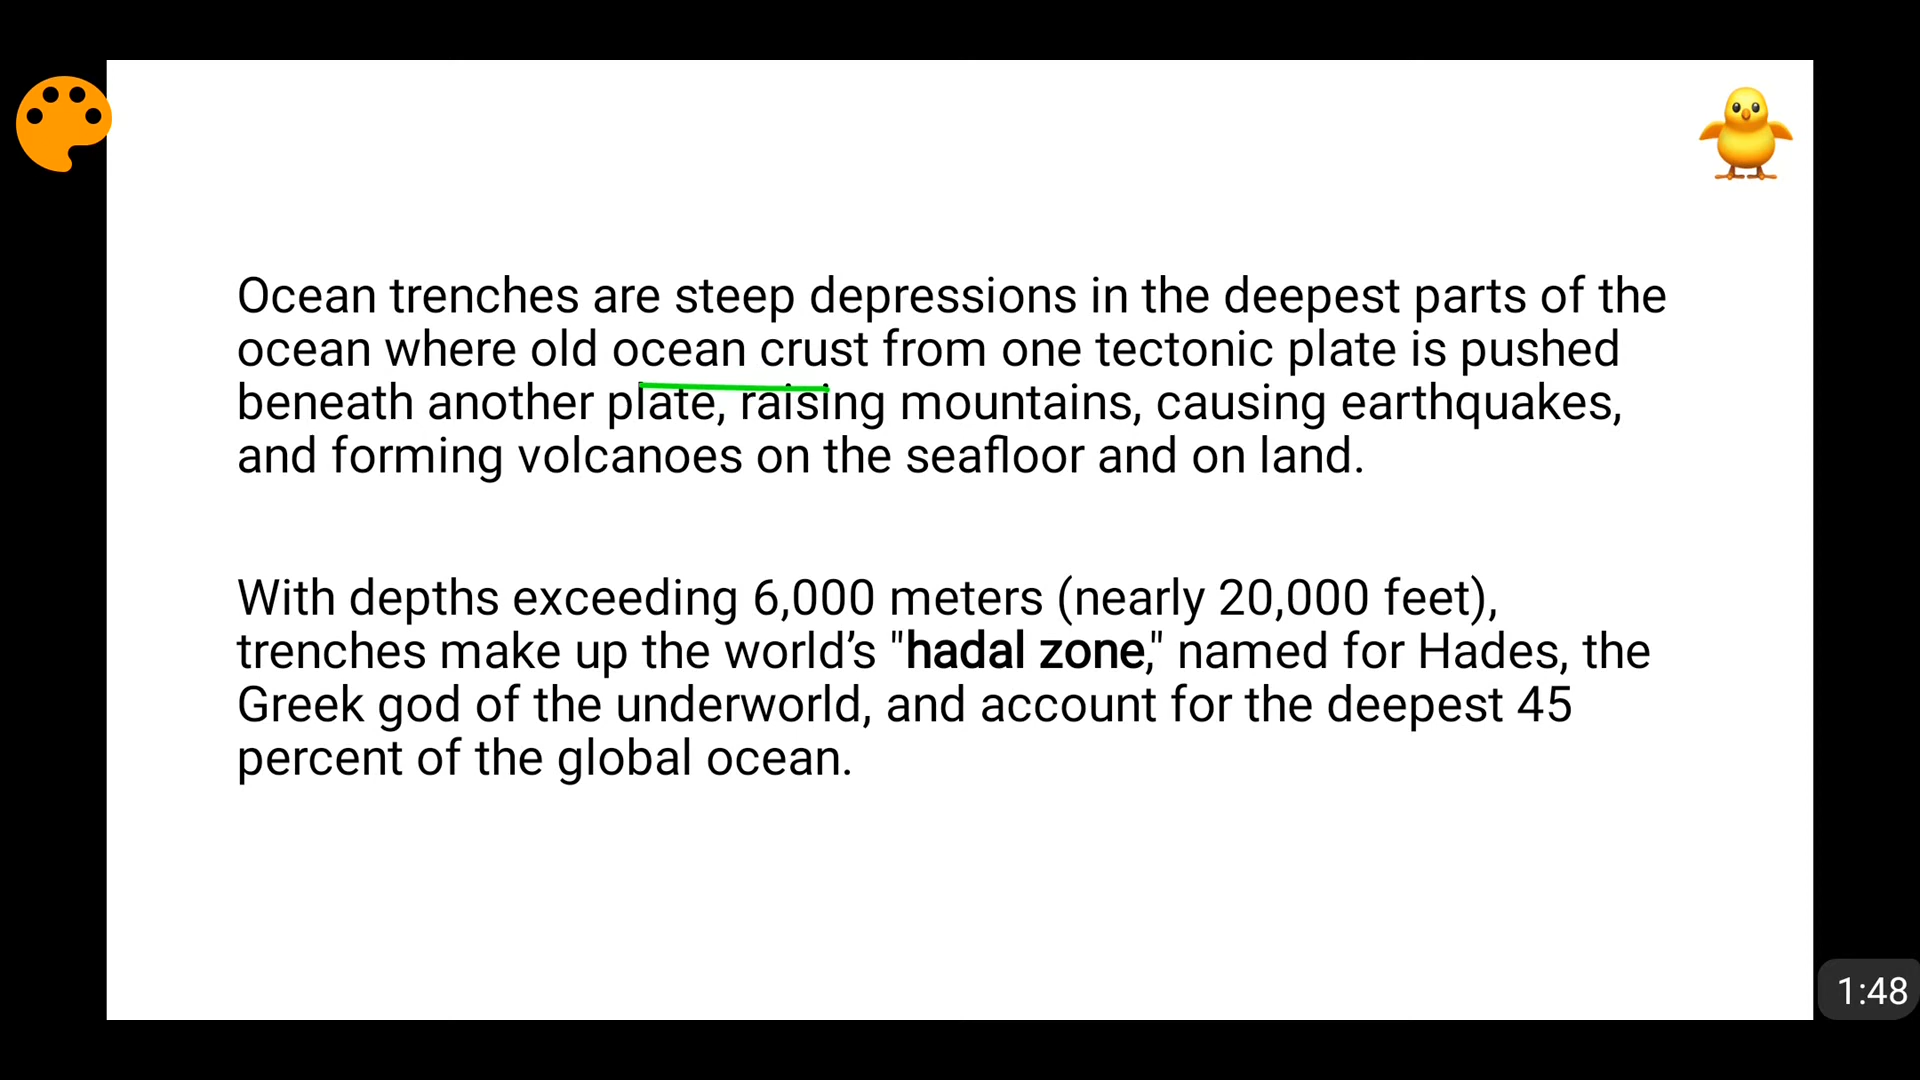 Ocean trenches are steep depressions in the deepest parts of the
ocean where old ocean crust from one tectonic plate is pushed
beneath another plate, raising mountains, causing earthquakes,
and forming volcanoes on the seafloor and on land.
With depths exceeding 6,000 meters (nearly 20,000 feet),
trenches make up the world’s "hadal zone," named for Hades, the
Greek god of the underworld, and account for the deepest 45
percent of the global ocean.
1:48